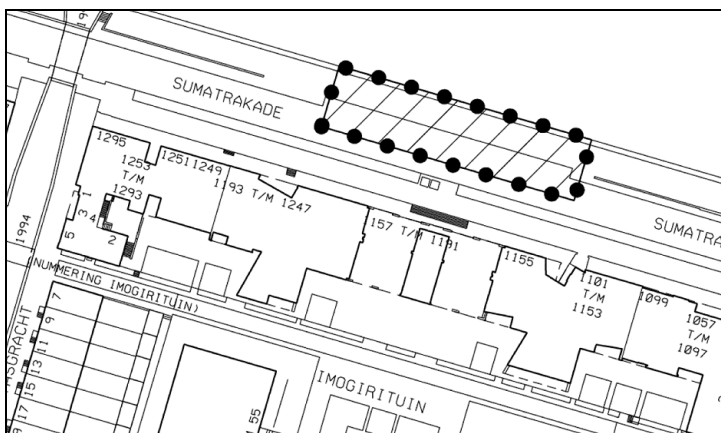 SUMATRAKADE
1295
1253
T/M
1293
1251 1249
1193 T/M 1247
157 T/M 1191
1155
1101
T/M
1153
1099
1057
T/M
1097
SUMATRA
1
3
4
5
2
1994
NUMMERING IMOGIRITUIN)
7
9
11
13
15
17
IMOGIRITUIN
55